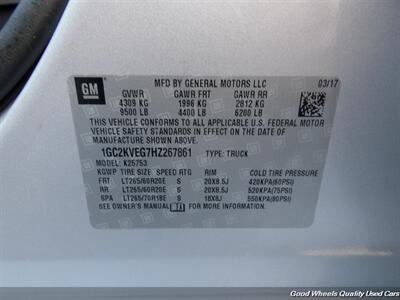 GM
MFD BY GENERAL MOTORS LLC 03/17
GVWR GAWR FRT GAWR RR
4309 KG 1996 KG 2812 KG
9500 LB 4400 LB 6200 LB
THIS VEHICLE CONFORMS TO ALL APPLICABLE U.S. FEDERAL MOTOR
VEHICLE SAFETY STANDARDS IN EFFECT ON THE DATE OF
MANUFACTURE SHOWN ABOVE.
1GC2KVEG7HZ267861 TYPE: TRUCK
MODEL: K25753
KGWP TIRE SIZE SPEED RTG RIM COLD TIRE PRESSURE
FRT LT265/60R20E S 20X8.5J 420KPA(60PSI)
RR LT265/60R20E S 20X8.5J 520KPA(75PSI)
SPA LT265/70R18E S 18X8J 550KPA(80PSI)
SEE OWNER'S MANUAL FOR MORE INFORMATION.
Good Wheels Quality Used Cars